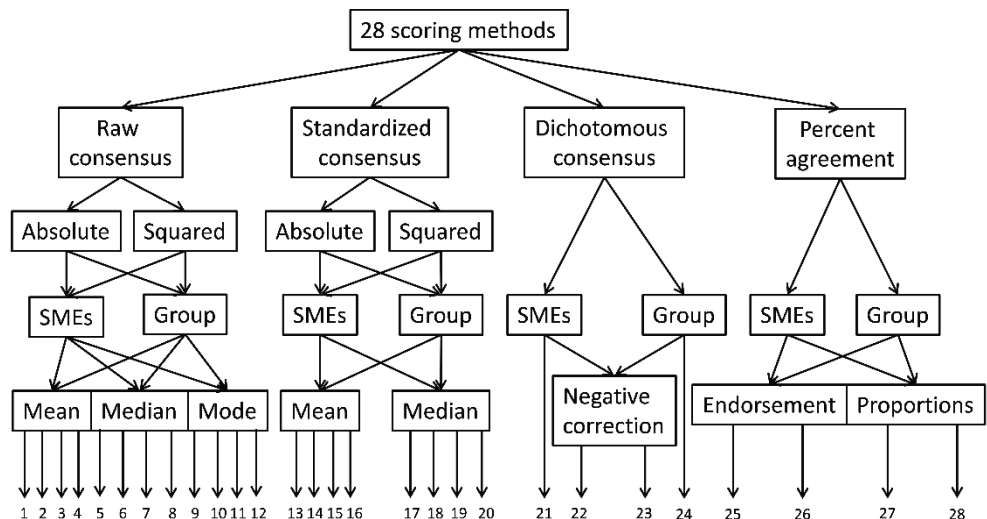 28 scoring methods
Raw
consensus
Standardized
consensus
Dichotomous
consensus
Percent
agreement
Absolute
Squared
Absolute
Squared
SMEs
Group
SMEs
Group
SMEs
Group
SMEs
Group
Mean
Median
Mode
Mean
Median
Negative
correction
Endorsement
Proportions
1 2 3 4 5 6 7 8 9 10 11 12 13 14 15 16 17 18 19 20 21 22 23 24 25 26 27 28